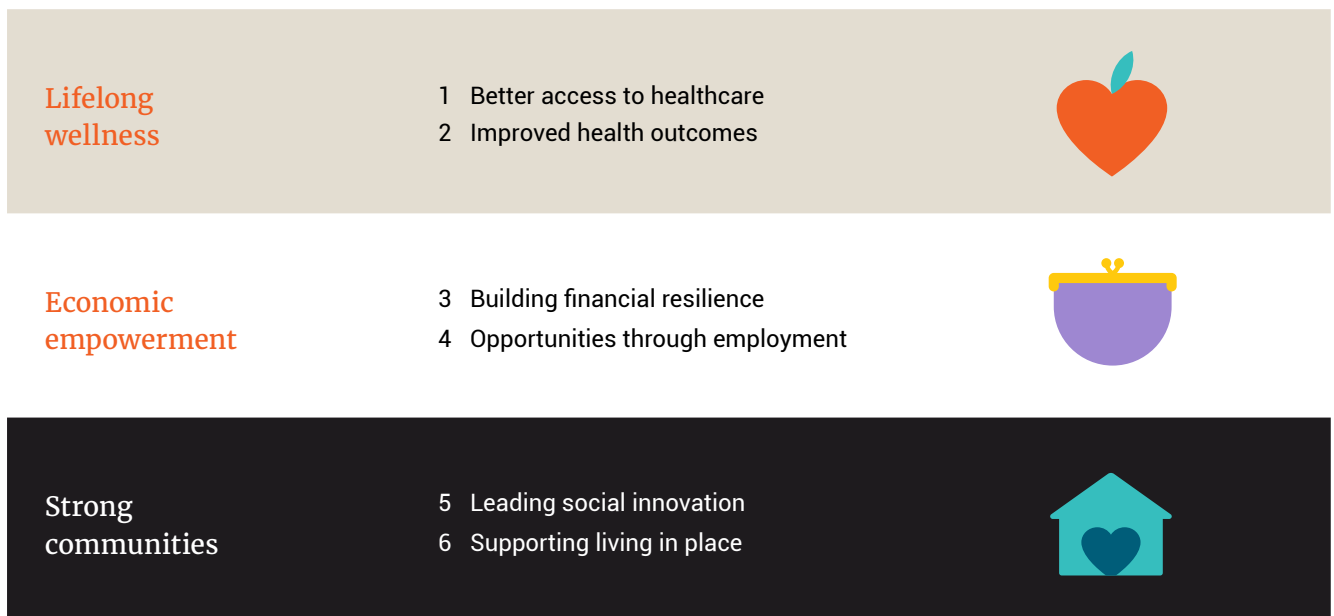 Lifelong
wellness
1 Better access to healthcare
2 Improved health outcomes
Economic
empowerment
3 Building financial resilience
4 Opportunities through employment
Strong
communities
5 Leading social innovation
6 Supporting living in place